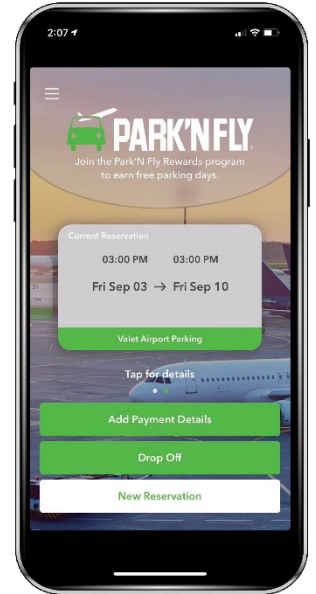 2:07
PARK'N FLY
Join the Park'N Fly Rewards program
to earn free parking days.
Current Reservation
03:00 PM 03:00 PM
Fri Sep 03 → Fri Sep 10
Valet Airport Parking
Tap for details
Add Payment Details
Drop Off
New Reservation